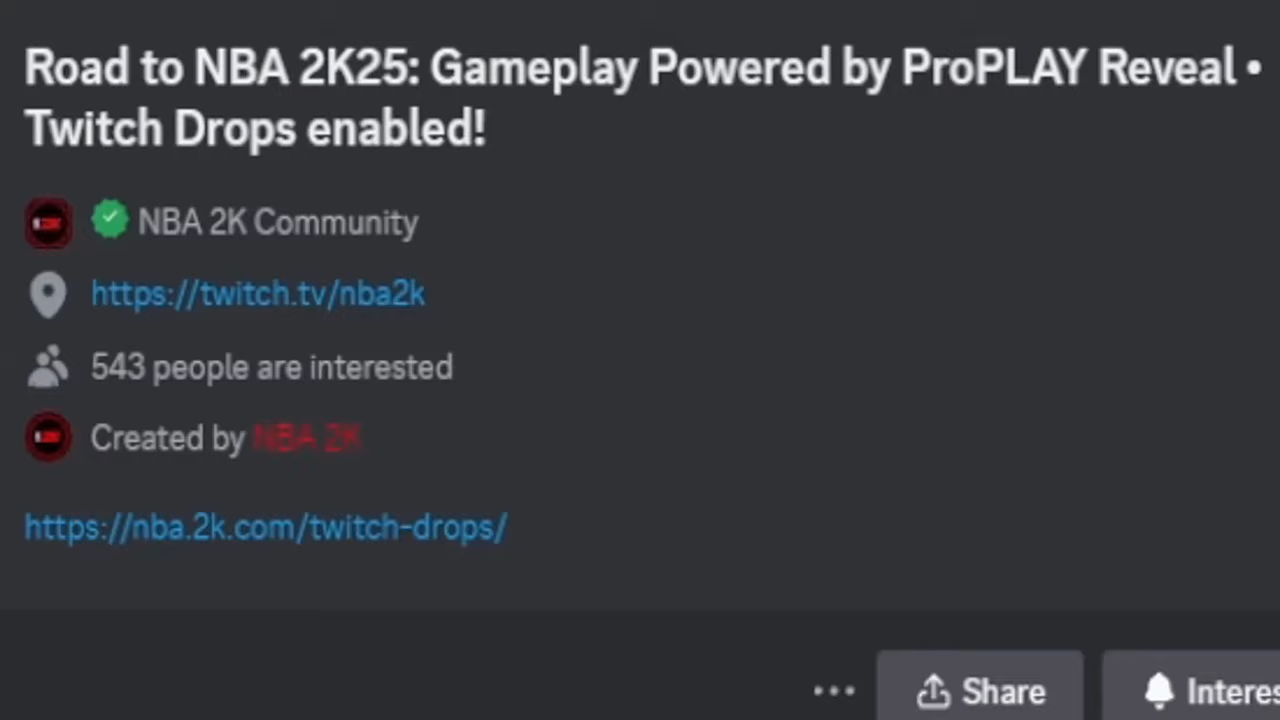 Road to NBA 2K25: Gameplay Powered by ProPLAY Reveal •
Twitch Drops enabled!
NBA 2K Community
https://twitch.tv/nba2k
543 people are interested
Created by NBA 2K
https://nba.2k.com/twitch-drops/
Share
Interes